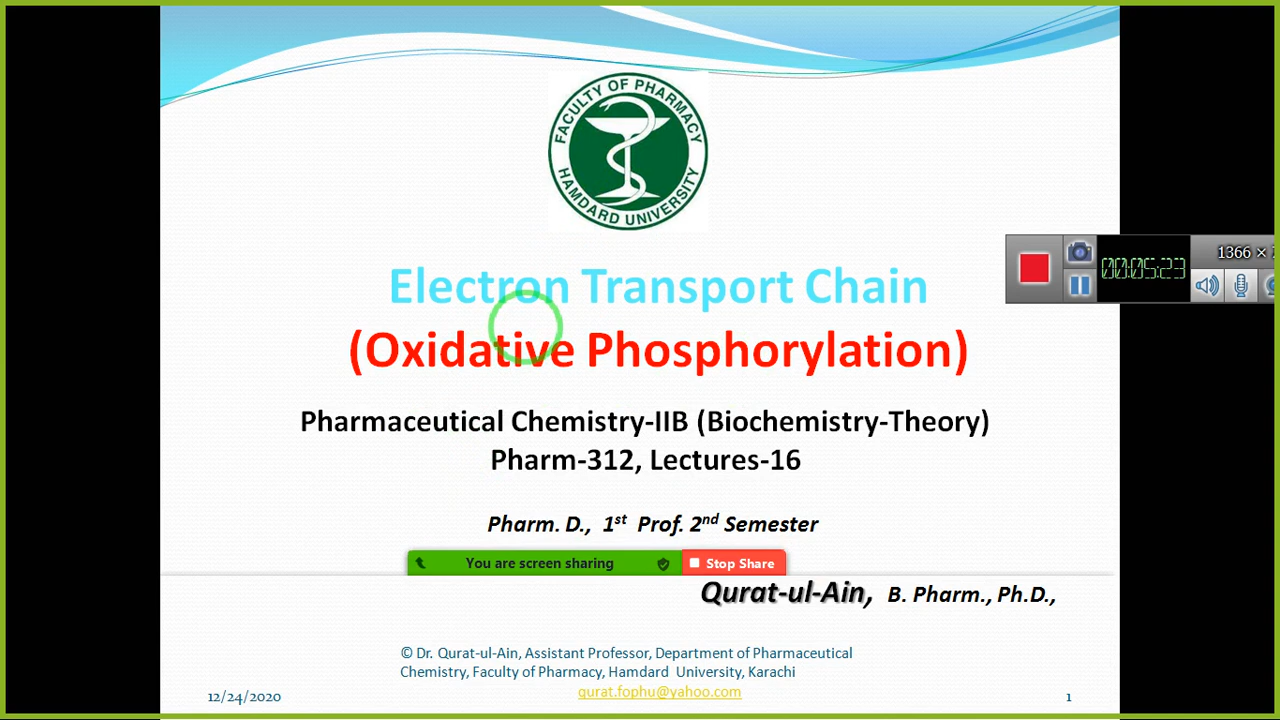 FACULTY OF PHARMACY
HAMDARD UNIVERSITY
Electron Transport Chain
(Oxidative Phosphorylation)
Pharmaceutical Chemistry-IIB (Biochemistry-Theory)
Pharm-312, Lectures-16
Pharm. D., 1st Prof. 2nd Semester
You are screen sharing Stop Share
Qurat-ul-Ain, B. Pharm., Ph.D.,
© Dr. Qurat-ul-Ain, Assistant Professor, Department of Pharmaceutical
Chemistry, Faculty of Pharmacy, Hamdard University, Karachi
qurat.fophu@yahoo.com
12/24/2020
1
1366 ×
00:05:23